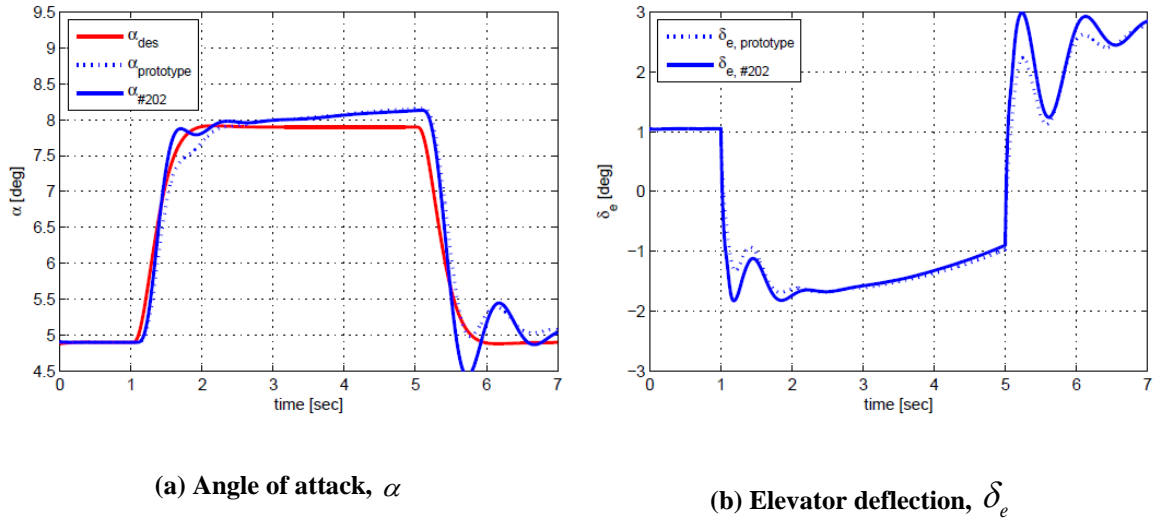 9.5
9
8.5
8
7.5
7
6.5
6
5.5
5
4.5
α [deg]
α_des
α_prototype
α_#202
0 1 2 3 4 5 6 7
time [sec]
3
2
1
0
−1
−2
−3
δ_e [deg]
δ_e, prototype
δ_e, #202
0 1 2 3 4 5 6 7
time [sec]
(a) Angle of attack, α
(b) Elevator deflection, δ_e